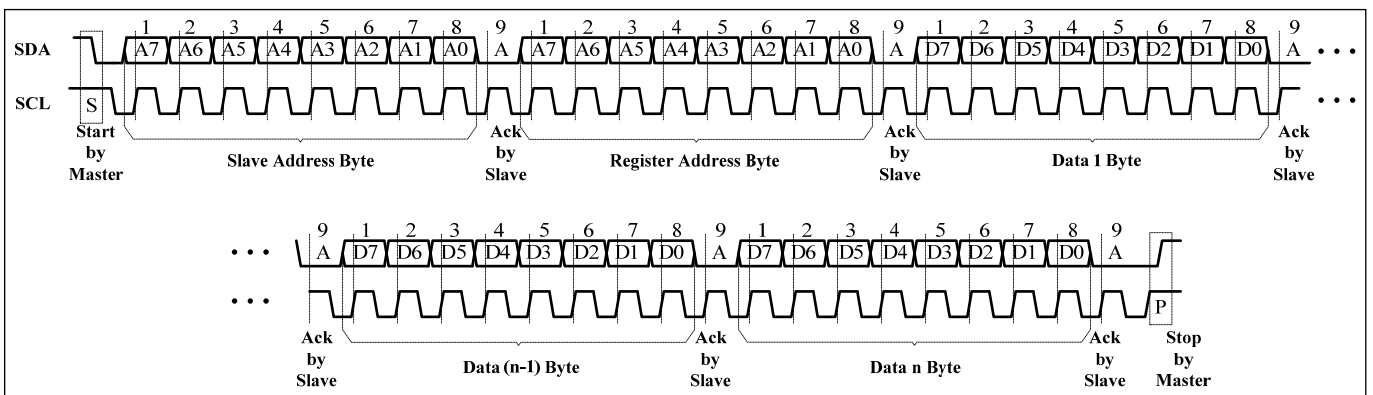 1 2 3 4 5 6 7 8 9 1 2 3 4 5 6 7 8 9 1 2 3 4 5 6 7 8 9
SDA A7 A6 A5 A4 A3 A2 A1 A0 A A7 A6 A5 A4 A3 A2 A1 A0 A D7 D6 D5 D4 D3 D2 D1 D0 A • • •
SCL S • • •
Start by Master
Slave Address Byte
Ack by Slave
Register Address Byte
Ack by Slave
Data 1 Byte
Ack by Slave
9 1 2 3 4 5 6 7 8 9 1 2 3 4 5 6 7 8 9
• • • A D7 D6 D5 D4 D3 D2 D1 D0 A D7 D6 D5 D4 D3 D2 D1 D0 A
• • • P
Ack by Slave
Data (n-1) Byte
Ack by Slave
Data n Byte
Ack by Slave
Stop by Master